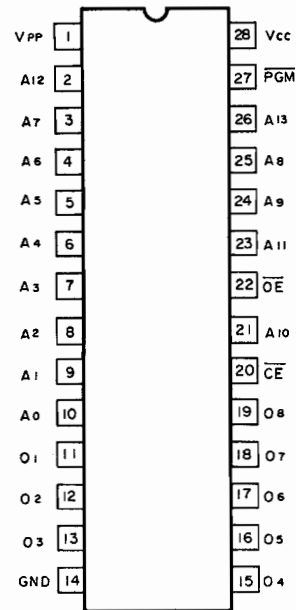 VPP 1 28 VCC
A12 2 27 PGM
A7 3 26 A13
A6 4 25 A8
A5 5 24 A9
A4 6 23 A11
A3 7 22 OE
A2 8 21 A10
A1 9 20 CE
A0 10 19 O8
O1 11 18 O7
O2 12 17 O6
O3 13 16 O5
GND 14 15 O4